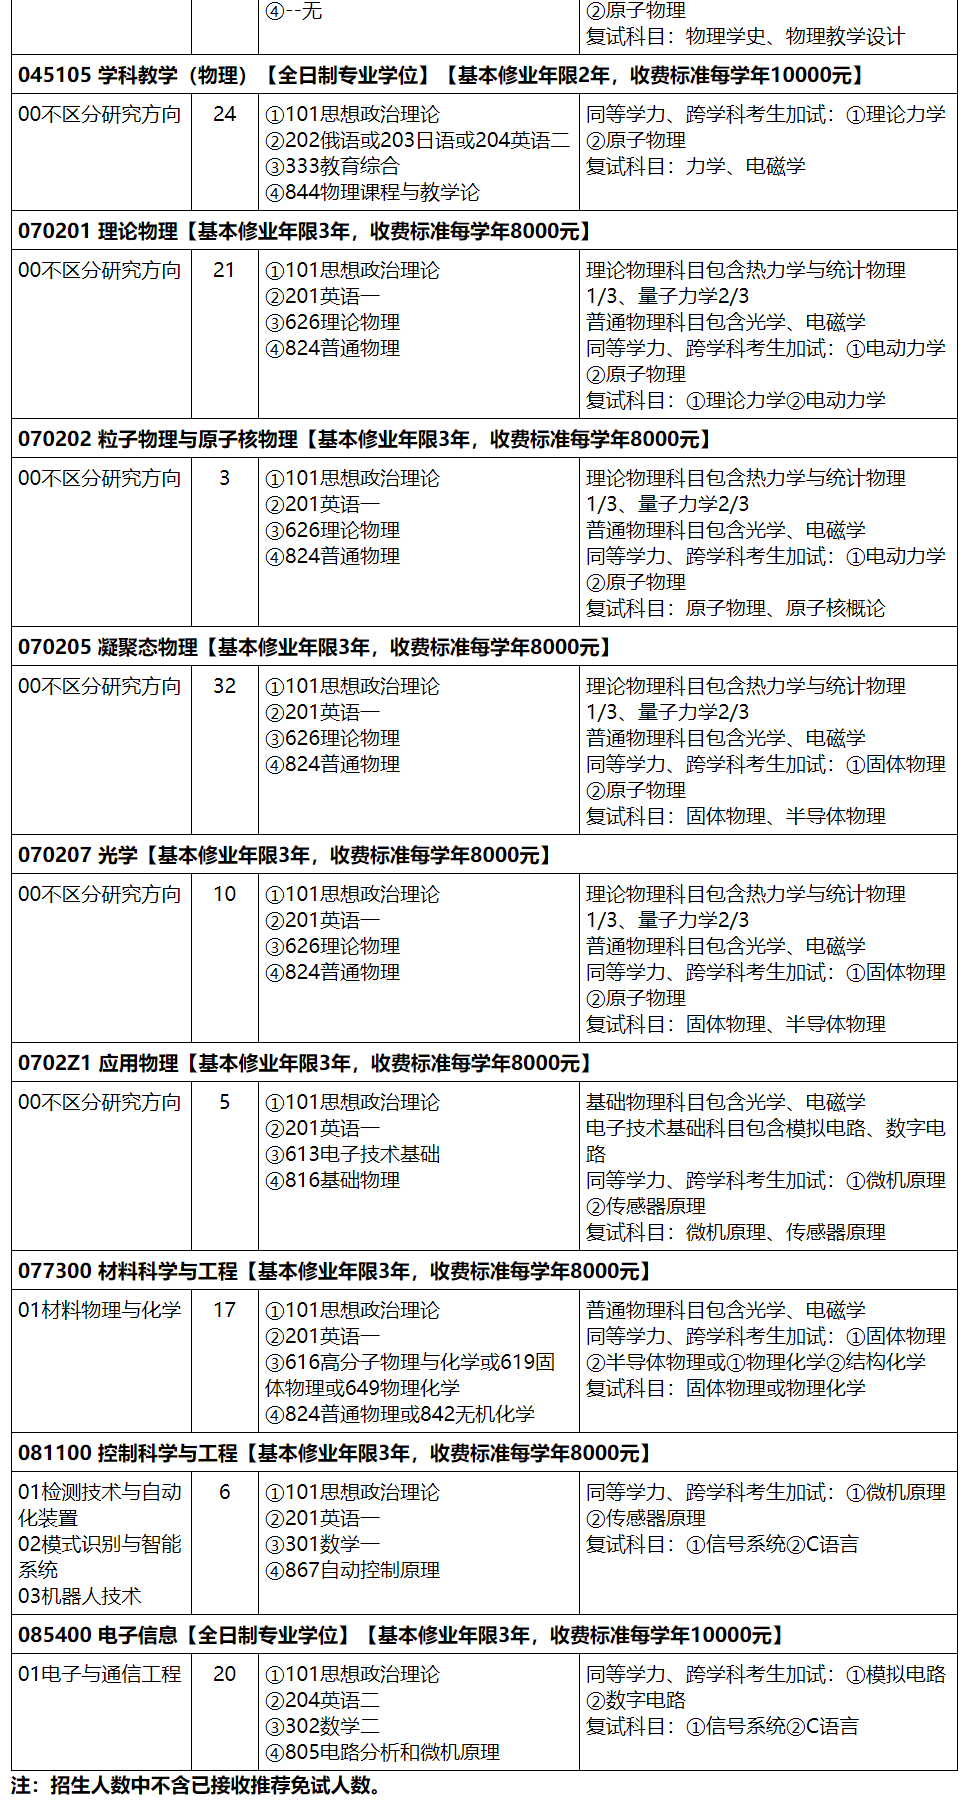 ④--无
②原子物理
复试科目：物理学史、物理教学设计
045105 学科教学（物理）【全日制专业学位】【基本修业年限2年，收费标准每学年10000元】
00不区分研究方向
24
①101思想政治理论
②202俄语或203日语或204英语二
③333教育综合
④844物理课程与教学论
同等学力、跨学科考生加试：①理论力学
②原子物理
复试科目：力学、电磁学
070201 理论物理【基本修业年限3年，收费标准每学年8000元】
00不区分研究方向
21
①101思想政治理论
②201英语一
③626理论物理
④824普通物理
理论物理科目包含热力学与统计物理
1/3、量子力学2/3
普通物理科目包含光学、电磁学
同等学力、跨学科考生加试：①电动力学
②原子物理
复试科目：①理论力学②电动力学
070202 粒子物理与原子核物理【基本修业年限3年，收费标准每学年8000元】
00不区分研究方向
3
①101思想政治理论
②201英语一
③626理论物理
④824普通物理
理论物理科目包含热力学与统计物理
1/3、量子力学2/3
普通物理科目包含光学、电磁学
同等学力、跨学科考生加试：①电动力学
②原子物理
复试科目：原子物理、原子核概论
070205 凝聚态物理【基本修业年限3年，收费标准每学年8000元】
00不区分研究方向
32
①101思想政治理论
②201英语一
③626理论物理
④824普通物理
理论物理科目包含热力学与统计物理
1/3、量子力学2/3
普通物理科目包含光学、电磁学
同等学力、跨学科考生加试：①固体物理
②原子物理
复试科目：固体物理、半导体物理
070207 光学【基本修业年限3年，收费标准每学年8000元】
00不区分研究方向
10
①101思想政治理论
②201英语一
③626理论物理
④824普通物理
理论物理科目包含热力学与统计物理
1/3、量子力学2/3
普通物理科目包含光学、电磁学
同等学力、跨学科考生加试：①固体物理
②原子物理
复试科目：固体物理、半导体物理
0702Z1 应用物理【基本修业年限3年，收费标准每学年8000元】
00不区分研究方向
5
①101思想政治理论
②201英语一
③613电子技术基础
④816基础物理
基础物理科目包含光学、电磁学
电子技术基础科目包含模拟电路、数字电
路
同等学力、跨学科考生加试：①微机原理
②传感器原理
复试科目：微机原理、传感器原理
077300 材料科学与工程【基本修业年限3年，收费标准每学年8000元】
01材料物理与化学
17
①101思想政治理论
②201英语一
③616高分子物理与化学或619固
体物理或649物理化学
④824普通物理或842无机化学
普通物理科目包含光学、电磁学
同等学力、跨学科考生加试：①固体物理
②半导体物理或①物理化学②结构化学
复试科目：固体物理或物理化学
081100 控制科学与工程【基本修业年限3年，收费标准每学年8000元】
01检测技术与自动
化装置
02模式识别与智能
系统
03机器人技术
6
①101思想政治理论
②201英语一
③301数学一
④867自动控制原理
同等学力、跨学科考生加试：①微机原理
②传感器原理
复试科目：①信号系统②C语言
085400 电子信息【全日制专业学位】【基本修业年限3年，收费标准每学年10000元】
01电子与通信工程
20
①101思想政治理论
②204英语二
③302数学二
④805电路分析和微机原理
同等学力、跨学科考生加试：①模拟电路
②数字电路
复试科目：①信号系统②C语言
注：招生人数中不含已接收推荐免试人数。